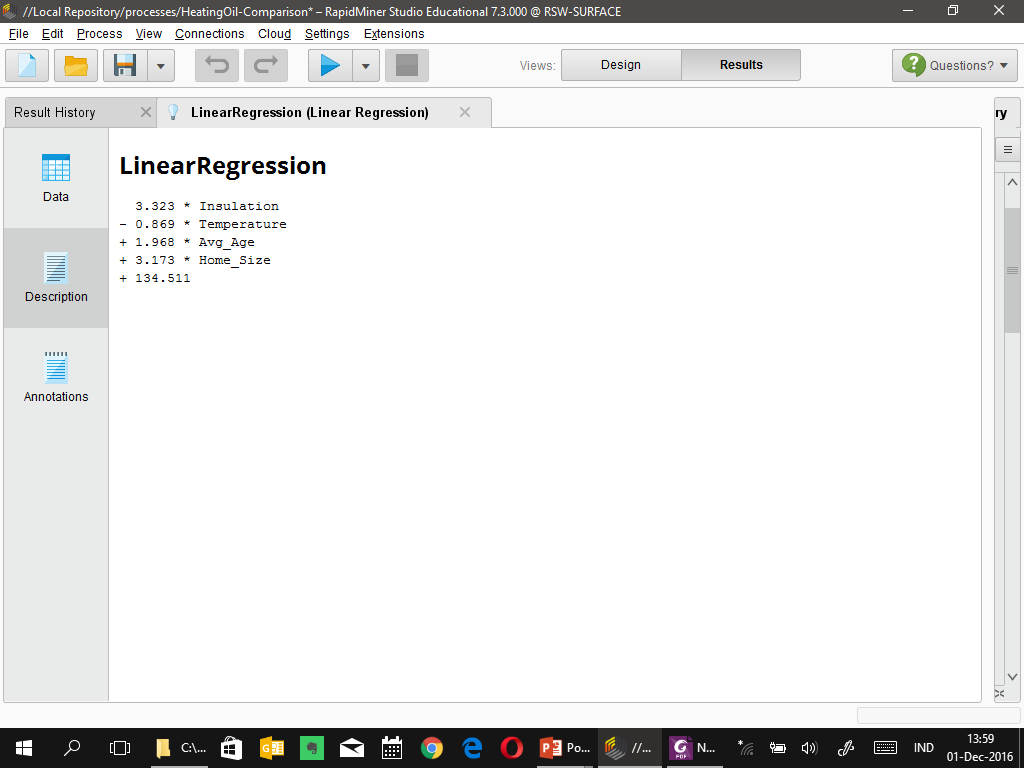 //Local Repository/processes/HeatingOil-Comparison* – RapidMiner Studio Educational 7.3.000 @ RSW-SURFACE
File Edit Process View Connections Cloud Settings Extensions
Views: Design Results Questions?
Result History LinearRegression (Linear Regression) ry
LinearRegression
Data
3.323 * Insulation
- 0.869 * Temperature
+ 1.968 * Avg_Age
+ 3.173 * Home_Size
+ 134.511
Description
Annotations
C:\... Po... //... N... IND 13:59
01-Dec-2016